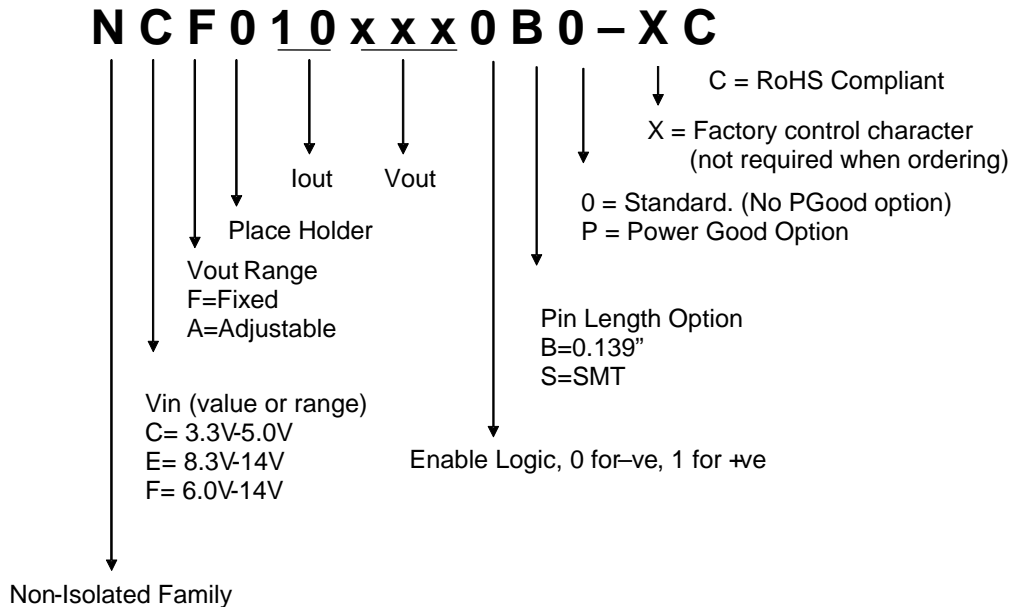 N C F 0 1 0 x x x 0 B 0 – X C
C = RoHS Compliant
X = Factory control character
(not required when ordering)
Iout
Vout
0 = Standard. (No PGood option)
P = Power Good Option
Place Holder
Vout Range
F=Fixed
A=Adjustable
Pin Length Option
B=0.139”
S=SMT
Vin (value or range)
C= 3.3V-5.0V
E= 8.3V-14V
F= 6.0V-14V
Enable Logic, 0 for–ve, 1 for +ve
Non-Isolated Family